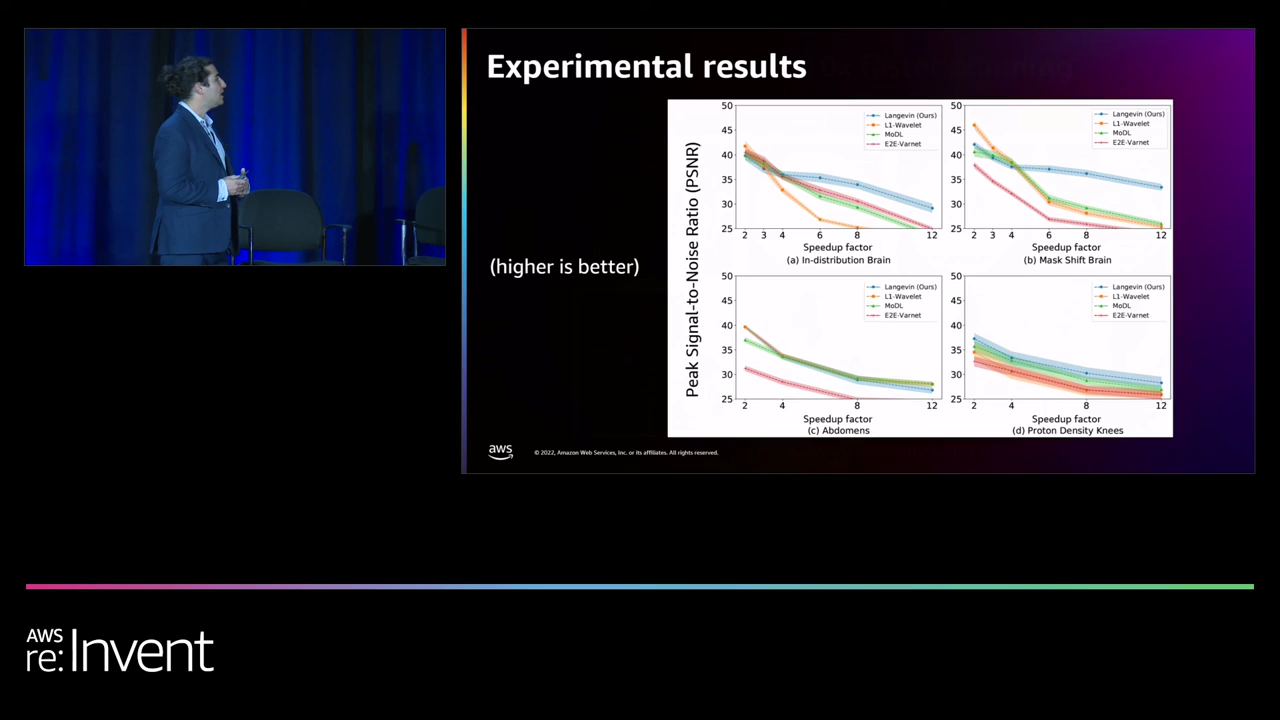 Experimental results
(higher is better)
Peak Signal-to-Noise Ratio (PSNR)
50
45
40
35
30
25
2 3 4 6 8 12
Langevin (Ours)
L1-Wavelet
MoDL
E2E-Varnet
Speedup factor
(a) In-distribution Brain
50
45
40
35
30
25
2 3 4 6 8 12
Langevin (Ours)
L1-Wavelet
MoDL
E2E-Varnet
Speedup factor
(b) Mask Shift Brain
50
45
40
35
30
25
2 4 8 12
Langevin (Ours)
L1-Wavelet
MoDL
E2E-Varnet
Speedup factor
(c) Abdomens
50
45
40
35
30
25
2 4 8 12
Langevin (Ours)
L1-Wavelet
MoDL
E2E-Varnet
Speedup factor
(d) Proton Density Knees
aws
© 2022, Amazon Web Services, Inc. or its affiliates. All rights reserved.
AWS
re:Invent